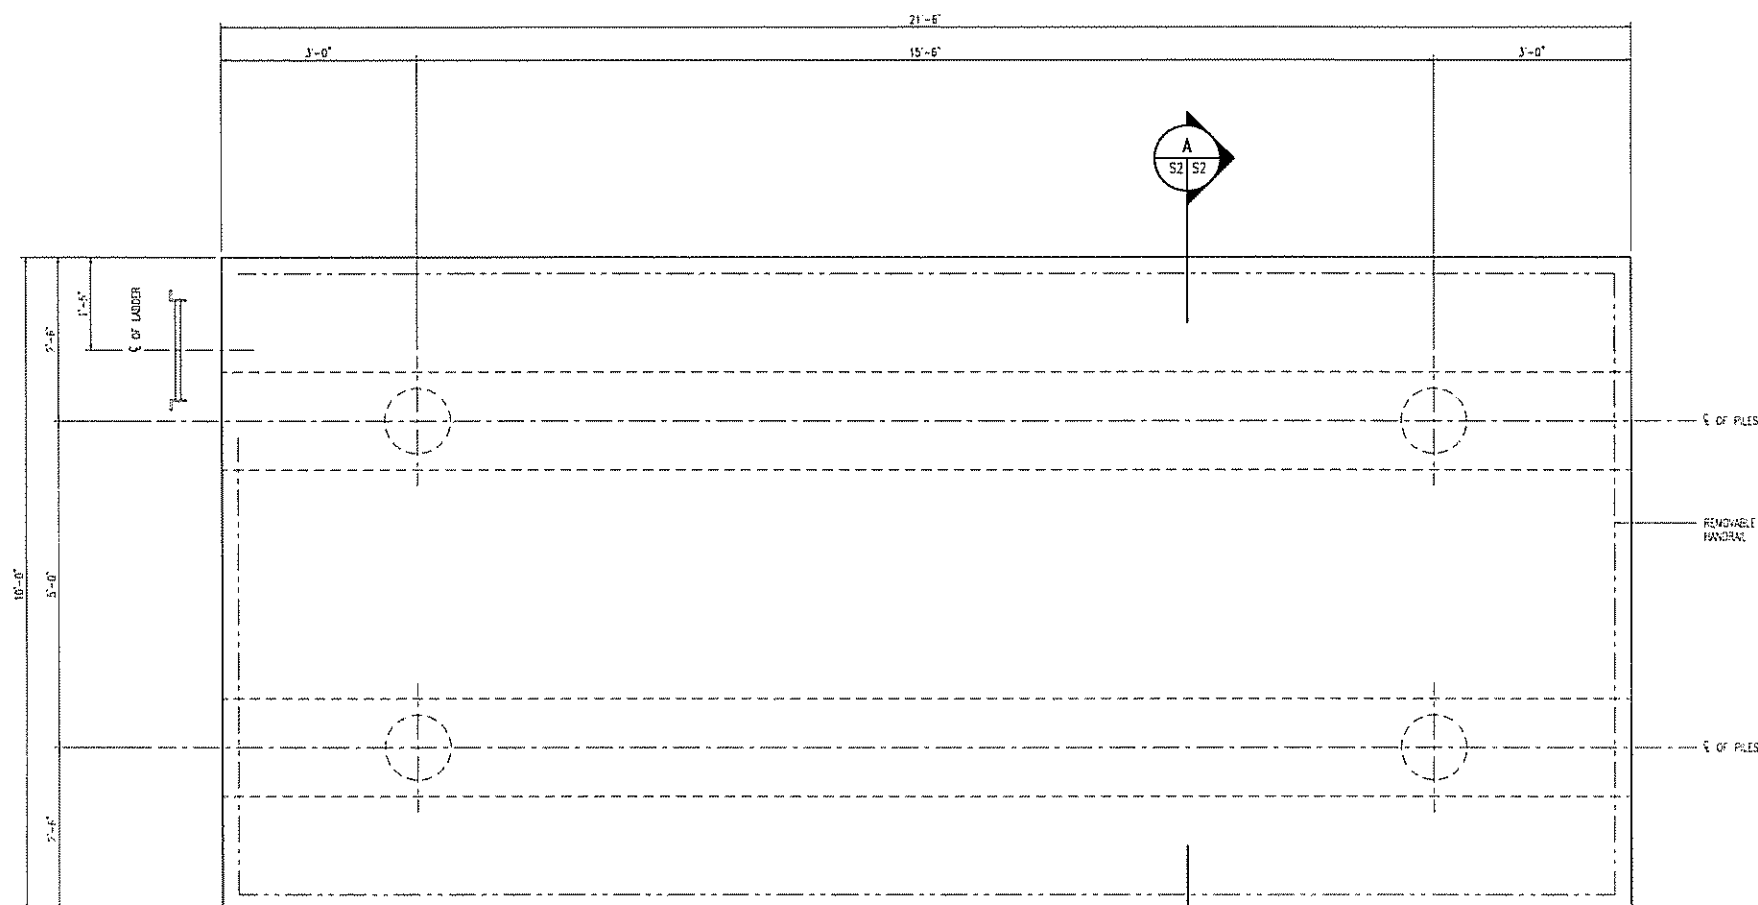 21'-6"
3'-0"
15'-6"
3'-0"
A
S2 S2
1'-5"
℄ OF LADDER
2'-6"
℄ OF PILES
REMOVABLE
HANDRAIL
10'-0"
5'-0"
℄ OF PILES
2'-6"